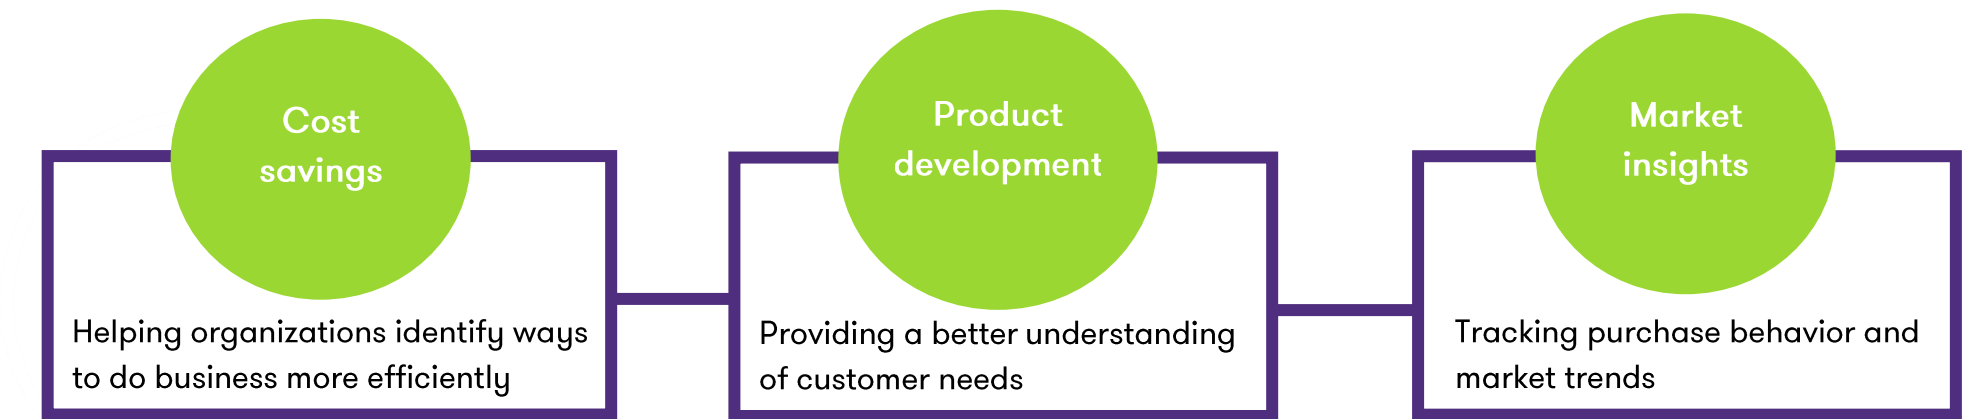 Cost
savings
Helping organizations identify ways
to do business more efficiently
Product
development
Providing a better understanding
of customer needs
Market
insights
Tracking purchase behavior and
market trends